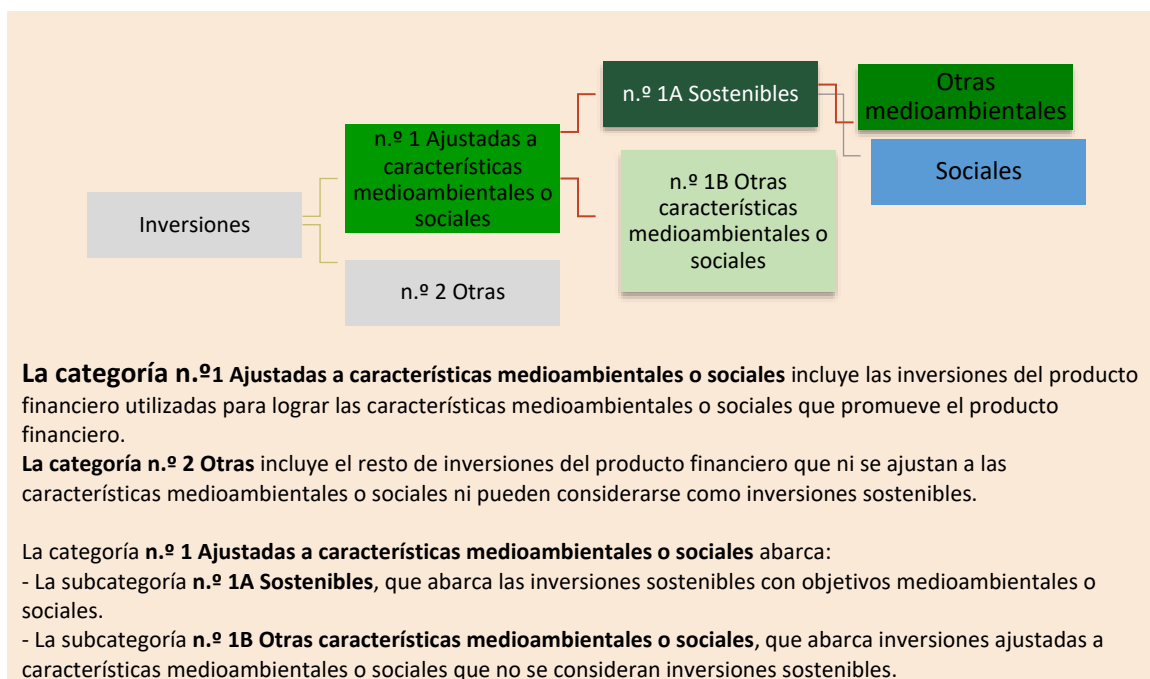 n.º 1A Sostenibles
Otras
medioambientales
n.º 1 Ajustadas a
características
medioambientales o
sociales
Sociales
n.º 1B Otras
características
medioambientales o
sociales
Inversiones
n.º 2 Otras
La categoría n.º1 Ajustadas a características medioambientales o sociales incluye las inversiones del producto
financiero utilizadas para lograr las características medioambientales o sociales que promueve el producto
financiero.
La categoría n.º 2 Otras incluye el resto de inversiones del producto financiero que ni se ajustan a las
características medioambientales o sociales ni pueden considerarse como inversiones sostenibles.
La categoría n.º 1 Ajustadas a características medioambientales o sociales abarca:
- La subcategoría n.º 1A Sostenibles, que abarca las inversiones sostenibles con objetivos medioambientales o
sociales.
- La subcategoría n.º 1B Otras características medioambientales o sociales, que abarca inversiones ajustadas a
características medioambientales o sociales que no se consideran inversiones sostenibles.